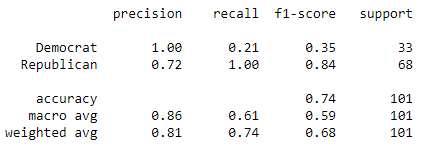 precision recall f1-score support
Democrat 1.00 0.21 0.35 33
Republican 0.72 1.00 0.84 68
accuracy 0.74 101
macro avg 0.86 0.61 0.59 101
weighted avg 0.81 0.74 0.68 101